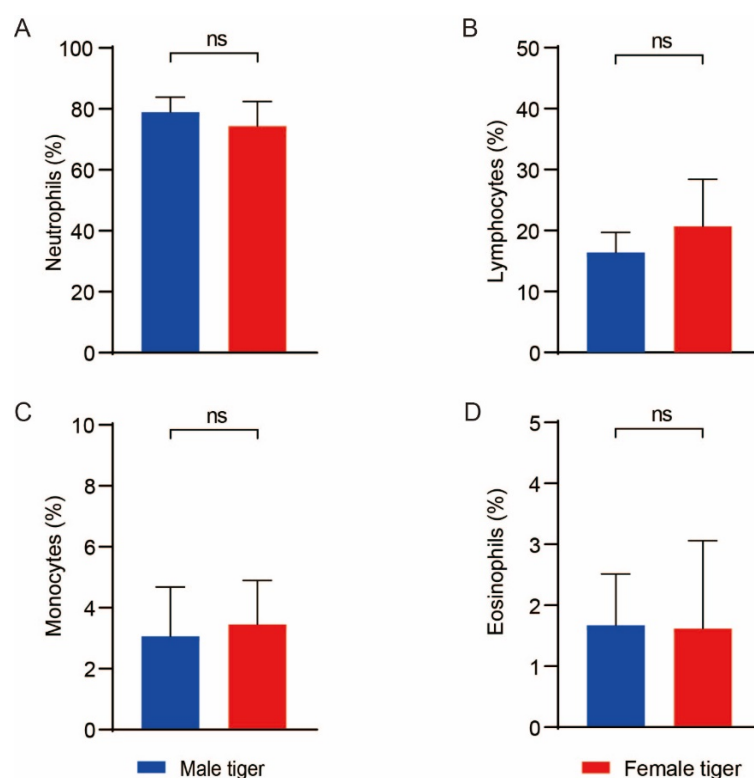 A
ns
100
80
60
40
20
0
Neutrophils (%)
B
ns
50
40
30
20
10
0
Lymphocytes (%)
C
ns
10
8
6
4
2
0
Monocytes (%)
D
ns
5
4
3
2
1
0
Eosinophils (%)
Male tiger
Female tiger